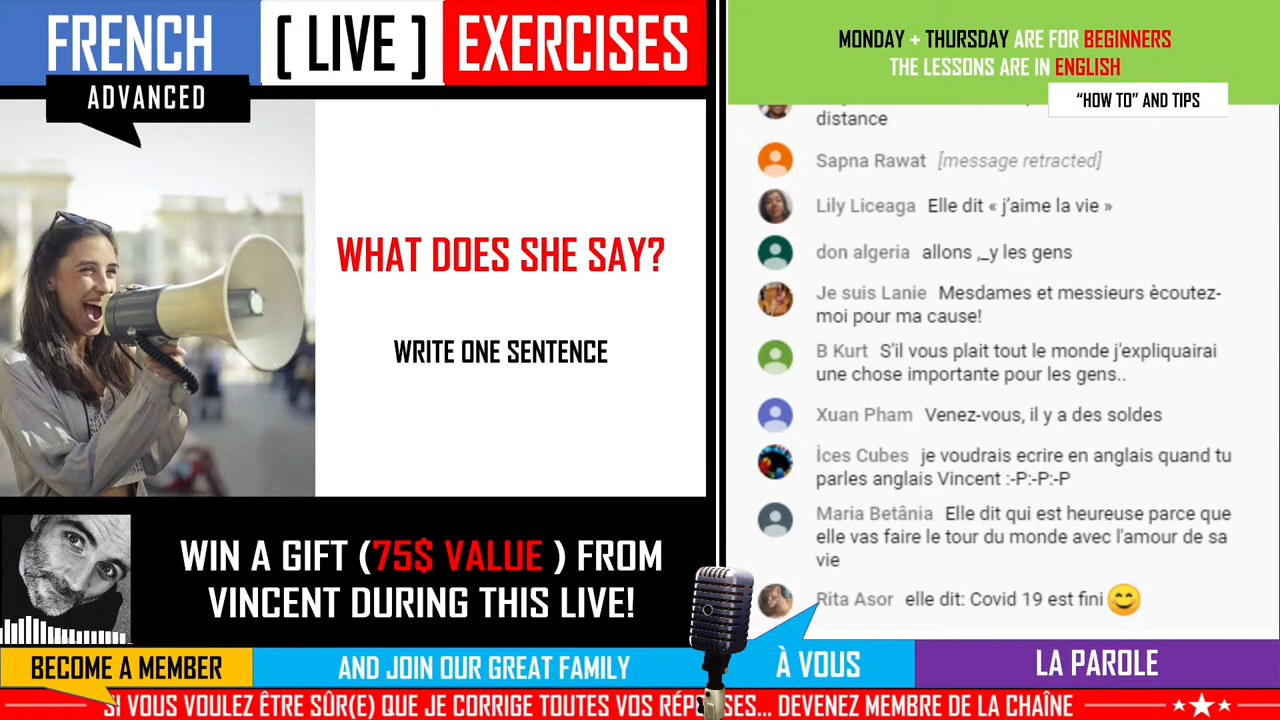 FRENCH [ LIVE ] EXERCISES
ADVANCED
WHAT DOES SHE SAY?
WRITE ONE SENTENCE
WIN A GIFT (75$ VALUE ) FROM
VINCENT DURING THIS LIVE!
BECOME A MEMBER
AND JOIN OUR GREAT FAMILY
MONDAY + THURSDAY ARE FOR BEGINNERS
THE LESSONS ARE IN ENGLISH
“HOW TO” AND TIPS
distance
Sapna Rawat [message retracted]
Lily Liceaga Elle dit « j’aime la vie »
don algeria allons ,_y les gens
Je suis Lanie Mesdames et messieurs ècoutez-
moi pour ma cause!
B Kurt S'il vous plait tout le monde j'expliquairai
une chose importante pour les gens..
Xuan Pham Venez-vous, il y a des soldes
İces Cubes je voudrais ecrire en anglais quand tu
parles anglais Vincent :-P:-P:-P
Maria Betânia Elle dit qui est heureuse parce que
elle vas faire le tour du monde avec l'amour de sa
vie
Rita Asor elle dit: Covid 19 est fini 😊
À VOUS
LA PAROLE
SI VOUS VOULEZ ÊTRE SÛR(E) QUE JE CORRIGE TOUTES VOS... DEVENEZ MEMBRE DE LA CHAÎNE